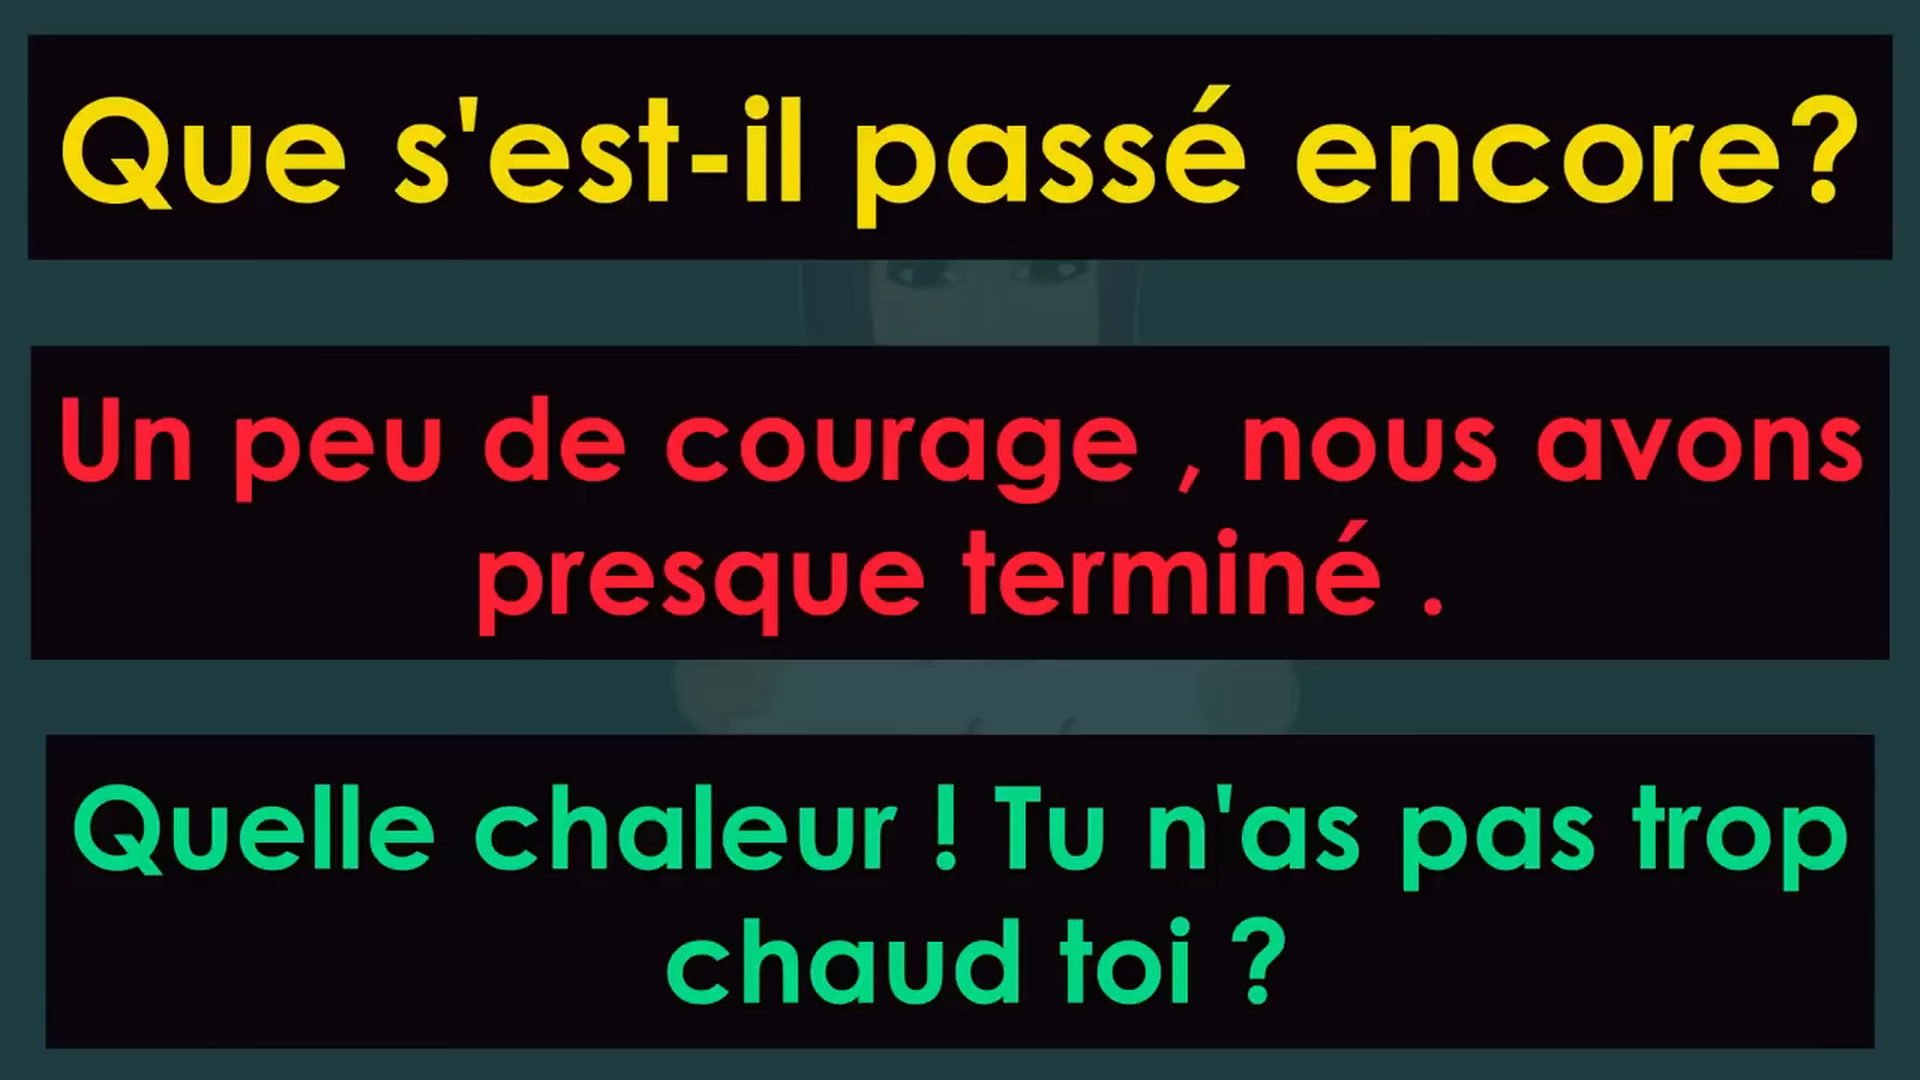 Que s'est-il passé encore?
Un peu de courage , nous avons
presque terminé .
Quelle chaleur ! Tu n'as pas trop
chaud toi ?